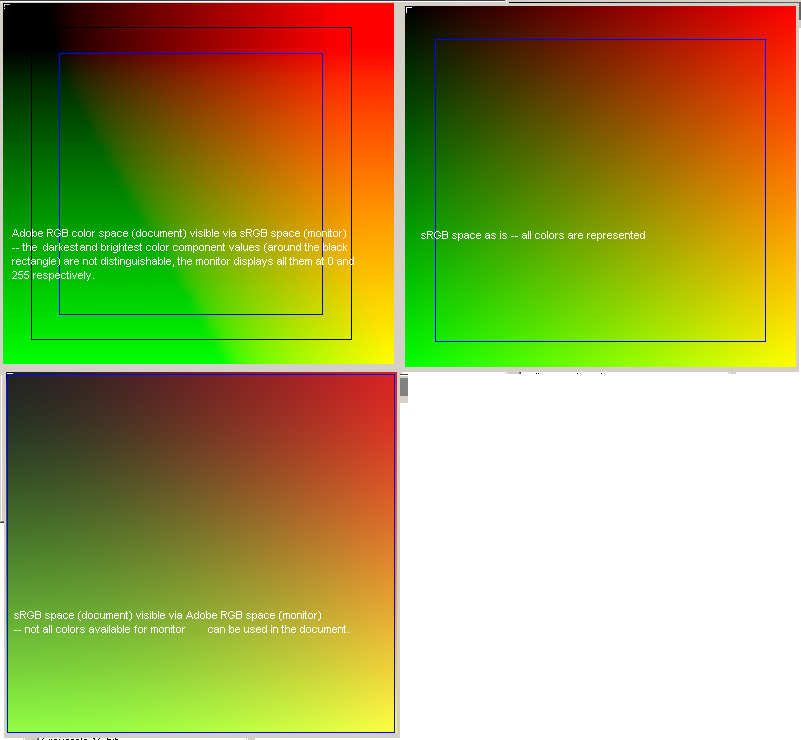 Adobe RGB color space (document) visible via sRGB space (monitor)
-- the darkestand brightest color component values (around the black
rectangle) are not distinguishable, the monitor displays all them at 0 and
255 respectively.
sRGB space as is -- all colors are represented
sRGB space (document) visible via Adobe RGB space (monitor)
-- not all colors available for monitor can be used in the document.